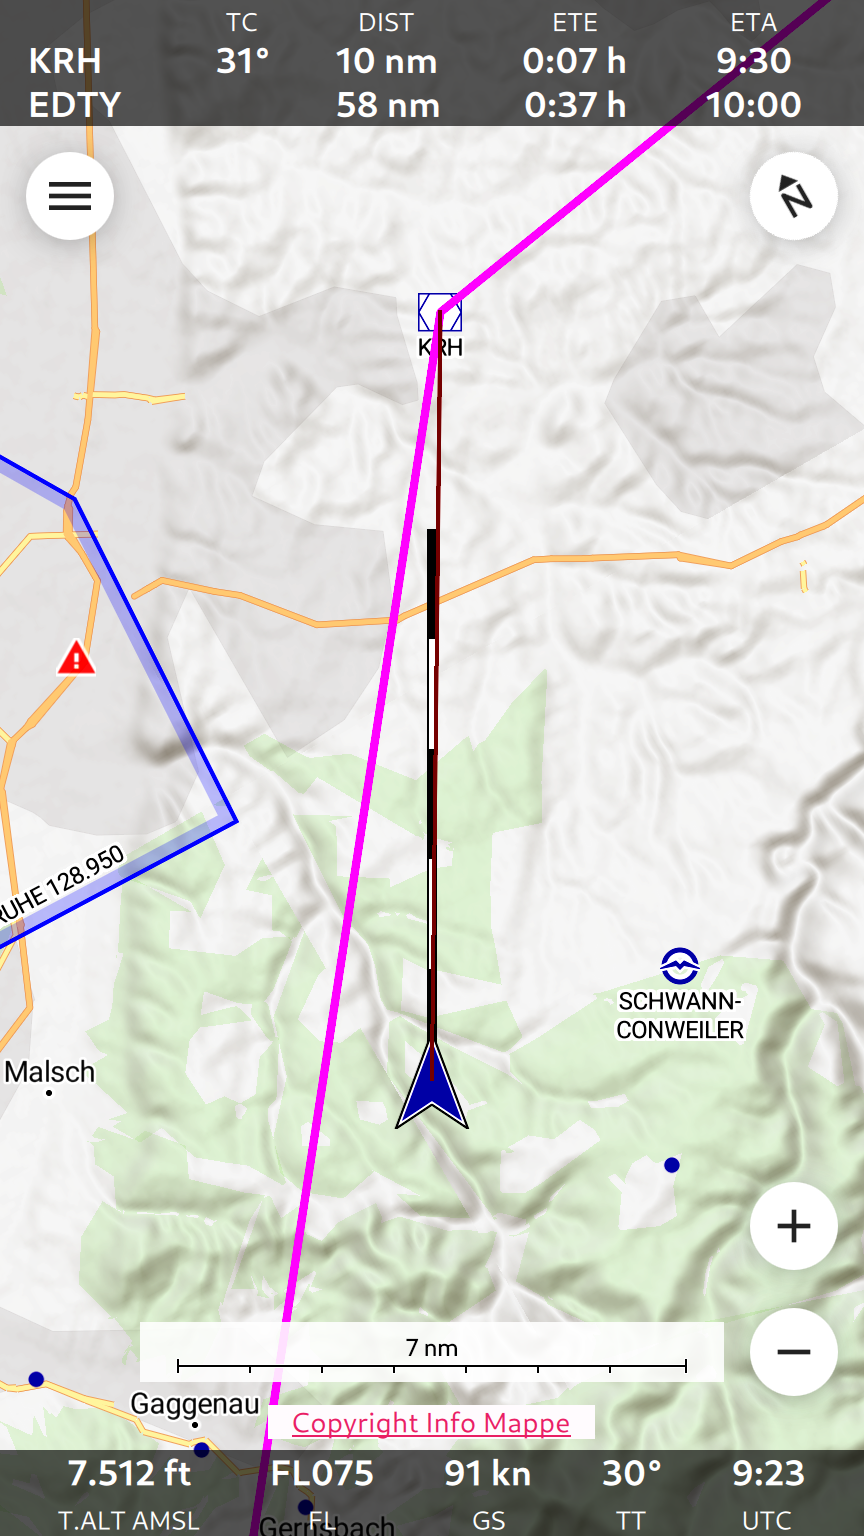 TC DIST ETE ETA
KRH 31° 10 nm 0:07 h 9:30
EDTY 58 nm 0:37 h 10:00
N
KRH
RUHE 128.950
SCHWANN-
CONWEILER
Malsch
7 nm
Gaggenau
Copyright Info Mappe
7.512 ft FL075 91 kn 30° 9:23
T.ALT AMSL FL GS TT UTC
Gernsbach